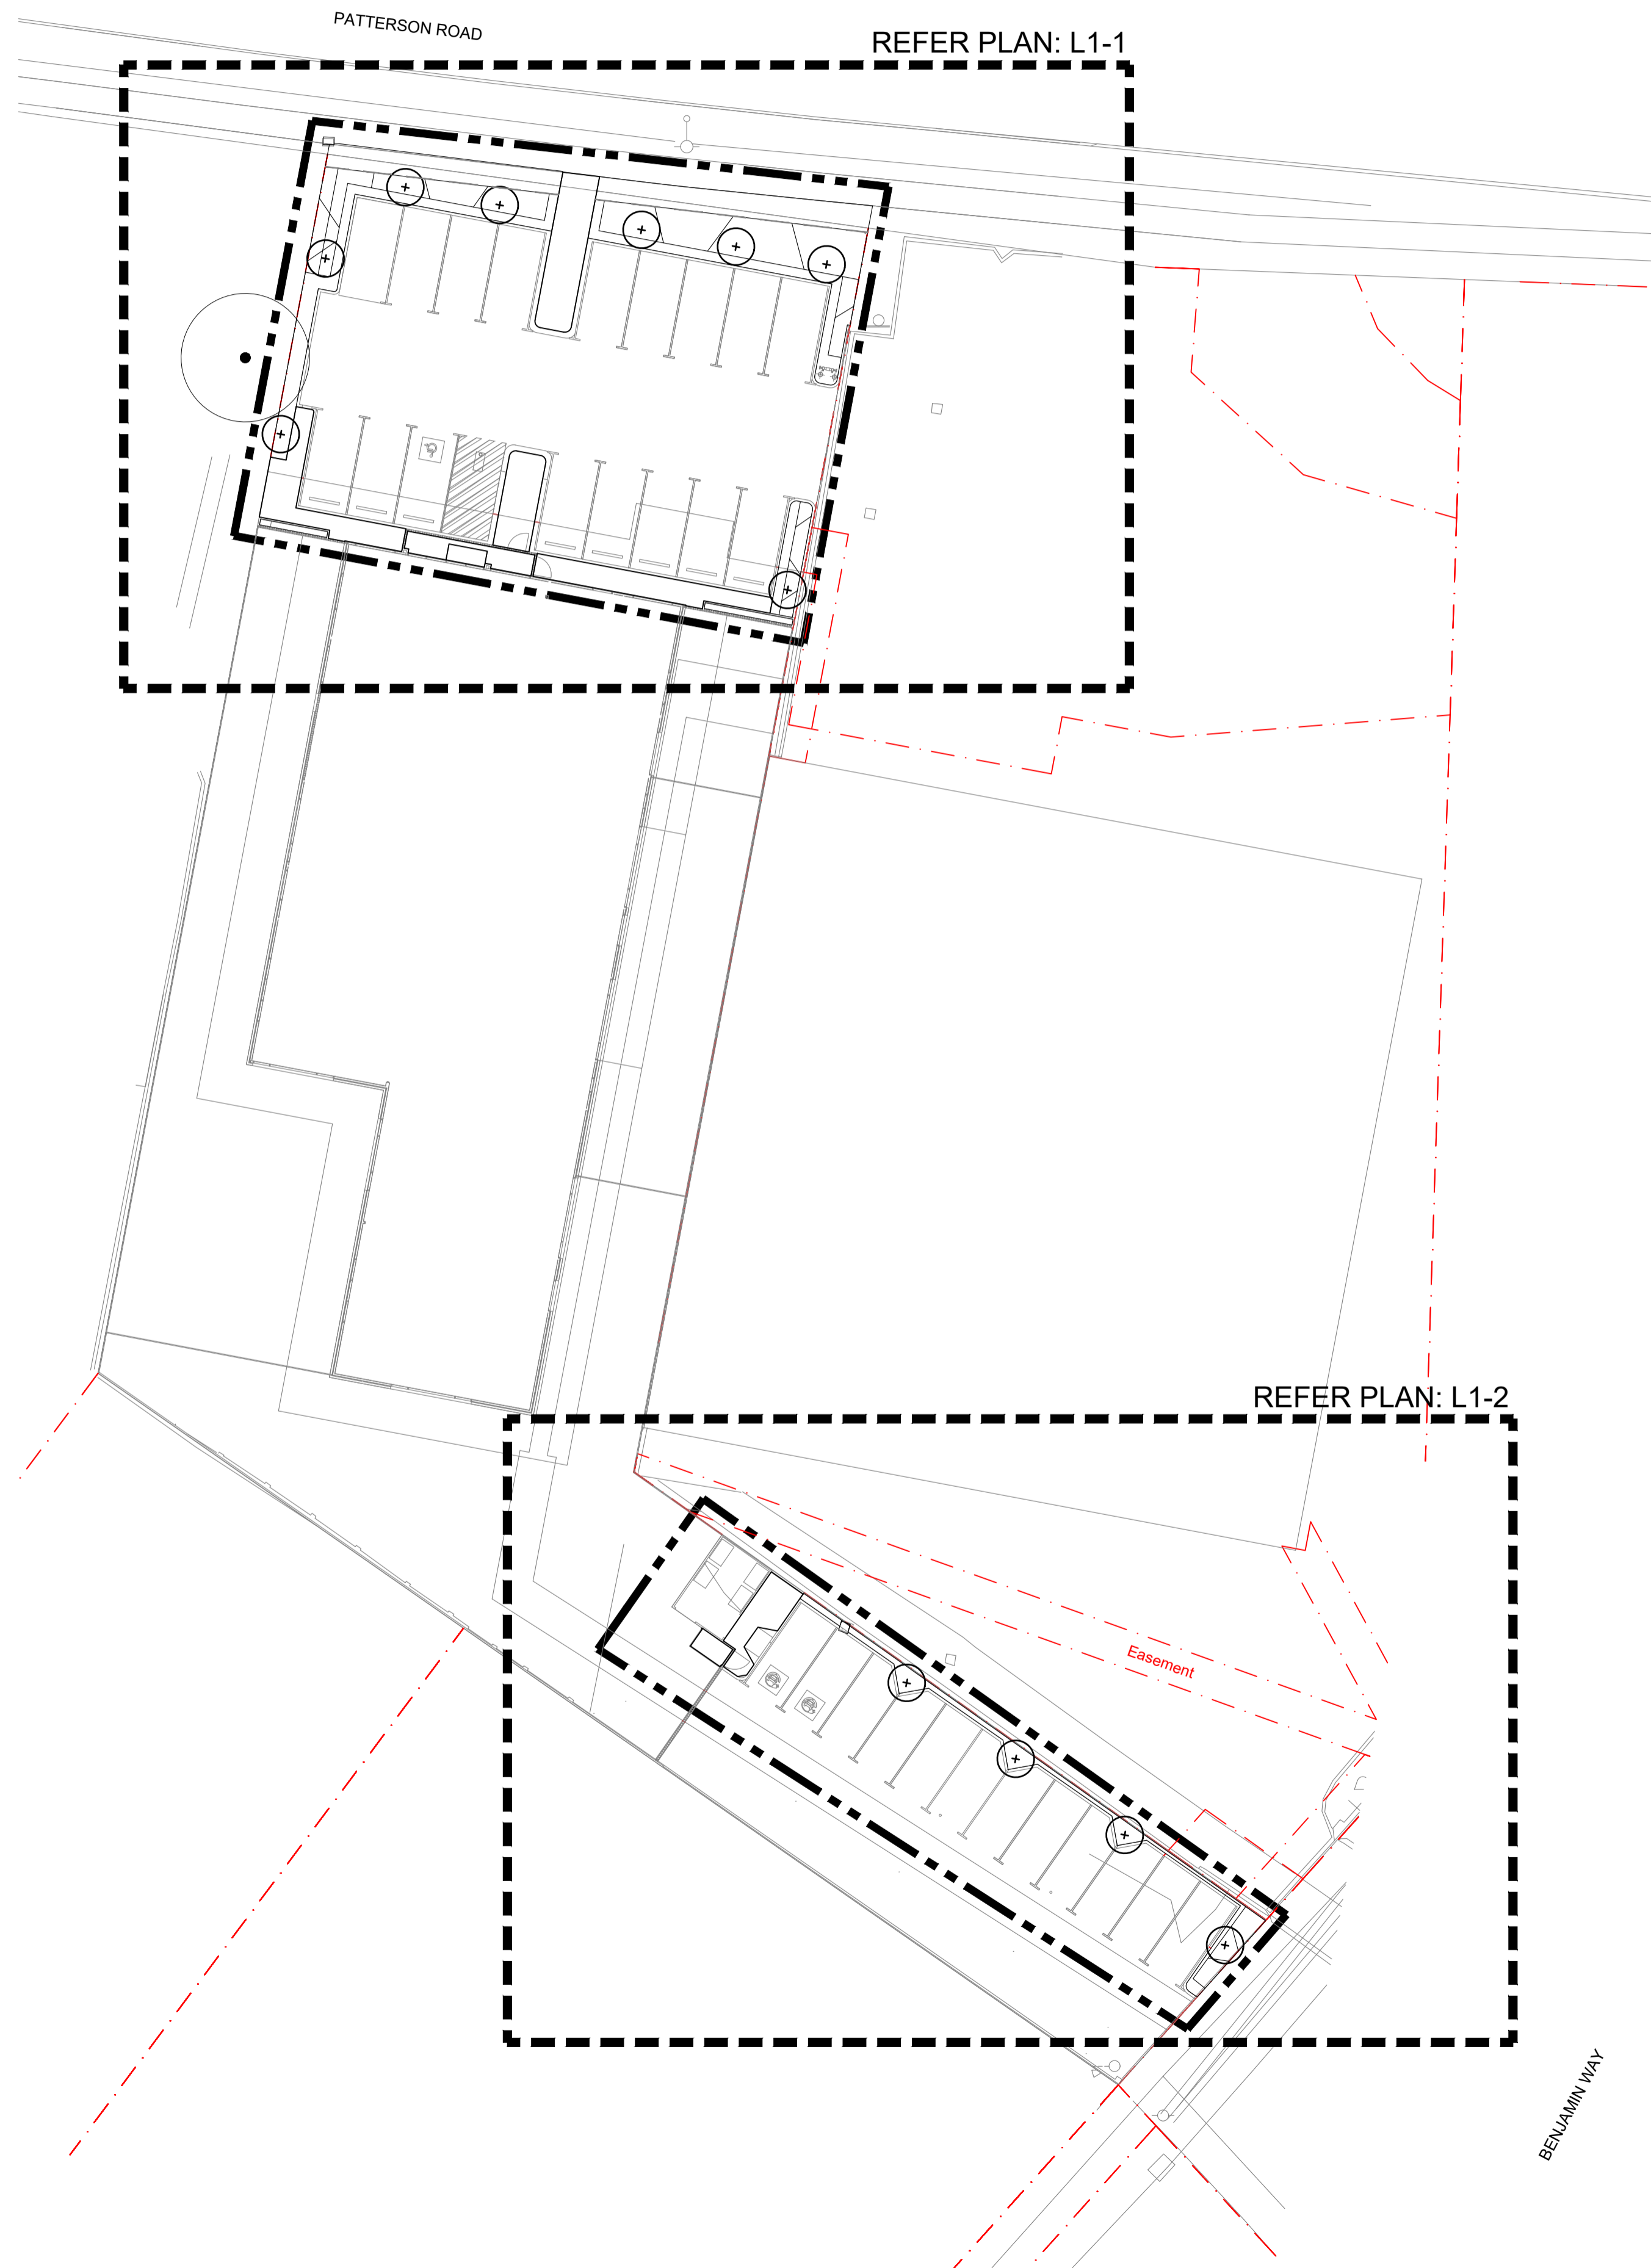 PATTERSON ROAD
REFER PLAN: L1-1
REFER PLAN: L1-2
Easement
BENJAMIN WAY